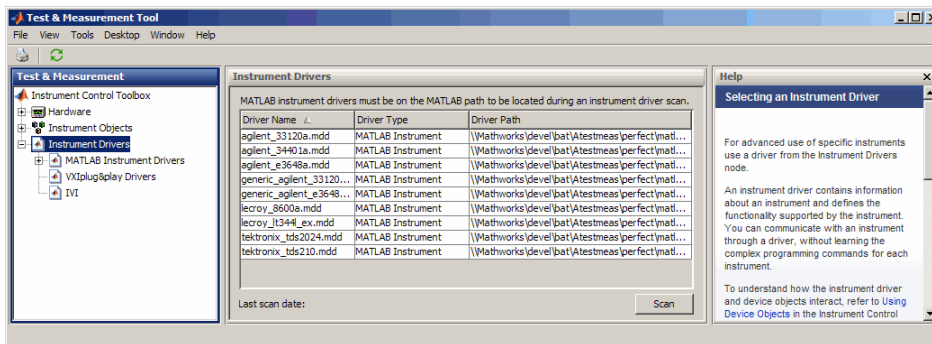 Test & Measurement Tool
File View Tools Desktop Window Help
Test & Measurement
Instrument Control Toolbox
Hardware
Instrument Objects
Instrument Drivers
MATLAB Instrument Drivers
VXIplug&play Drivers
IVI
Instrument Drivers
MATLAB instrument drivers must be on the MATLAB path to be located during an instrument driver scan.
Driver Name Driver Type Driver Path
agilent_33120a.mdd MATLAB Instrument \\Mathworks\devel\bat\Atestmeas\perfect\matl...
agilent_34401a.mdd MATLAB Instrument \\Mathworks\devel\bat\Atestmeas\perfect\matl...
agilent_e3648a.mdd MATLAB Instrument \\Mathworks\devel\bat\Atestmeas\perfect\matl...
generic_agilent_33120... MATLAB Instrument \\Mathworks\devel\bat\Atestmeas\perfect\matl...
generic_agilent_e3648... MATLAB Instrument \\Mathworks\devel\bat\Atestmeas\perfect\matl...
lecroy_8600a.mdd MATLAB Instrument \\Mathworks\devel\bat\Atestmeas\perfect\matl...
lecroy_lt344l_ex.mdd MATLAB Instrument \\Mathworks\devel\bat\Atestmeas\perfect\matl...
tektronix_tds2024.mdd MATLAB Instrument \\Mathworks\devel\bat\Atestmeas\perfect\matl...
tektronix_tds210.mdd MATLAB Instrument \\Mathworks\devel\bat\Atestmeas\perfect\matl...
Last scan date:
Scan
Help
Selecting an Instrument Driver
For advanced use of specific instruments
use a driver from the Instrument Drivers
node.
An instrument driver contains information
about an instrument and defines the
functionality supported by the instrument.
You can communicate with an instrument
through a driver, without learning the
complex programming commands for each
instrument.
To understand how the instrument driver
and device objects interact, refer to Using
Device Objects in the Instrument Control